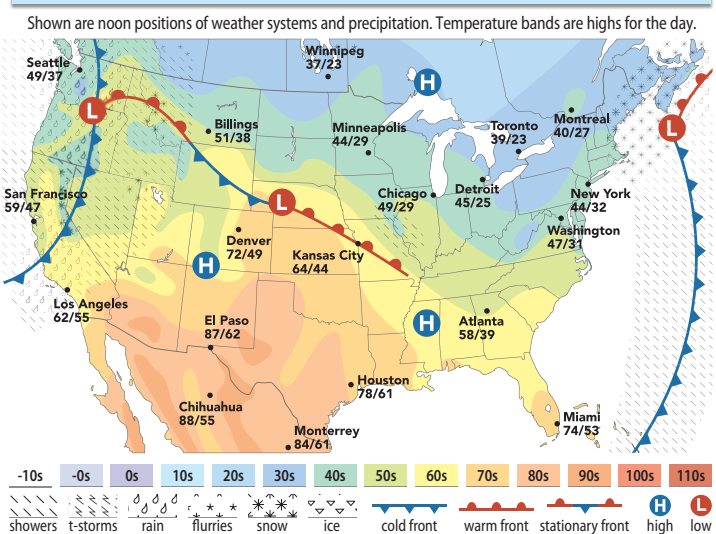 Shown are noon positions of weather systems and precipitation. Temperature bands are highs for the day.
Seattle
49/37
Winnipeg
37/23
H
L
Billings
51/38
Minneapolis
44/29
Toronto
39/23
Montreal
40/27
L
San Francisco
59/47
L
Chicago
49/29
Detroit
45/25
New York
44/32
Washington
47/31
Denver
72/49
Kansas City
64/44
H
Los Angeles
62/55
El Paso
87/62
H
Atlanta
58/39
Houston
78/61
Chihuahua
88/55
Miami
74/53
Monterrey
84/61
-10s -0s 0s 10s 20s 30s 40s 50s 60s 70s 80s 90s 100s 110s
H L
showers t-storms rain flurries snow ice cold front warm front stationary front high low